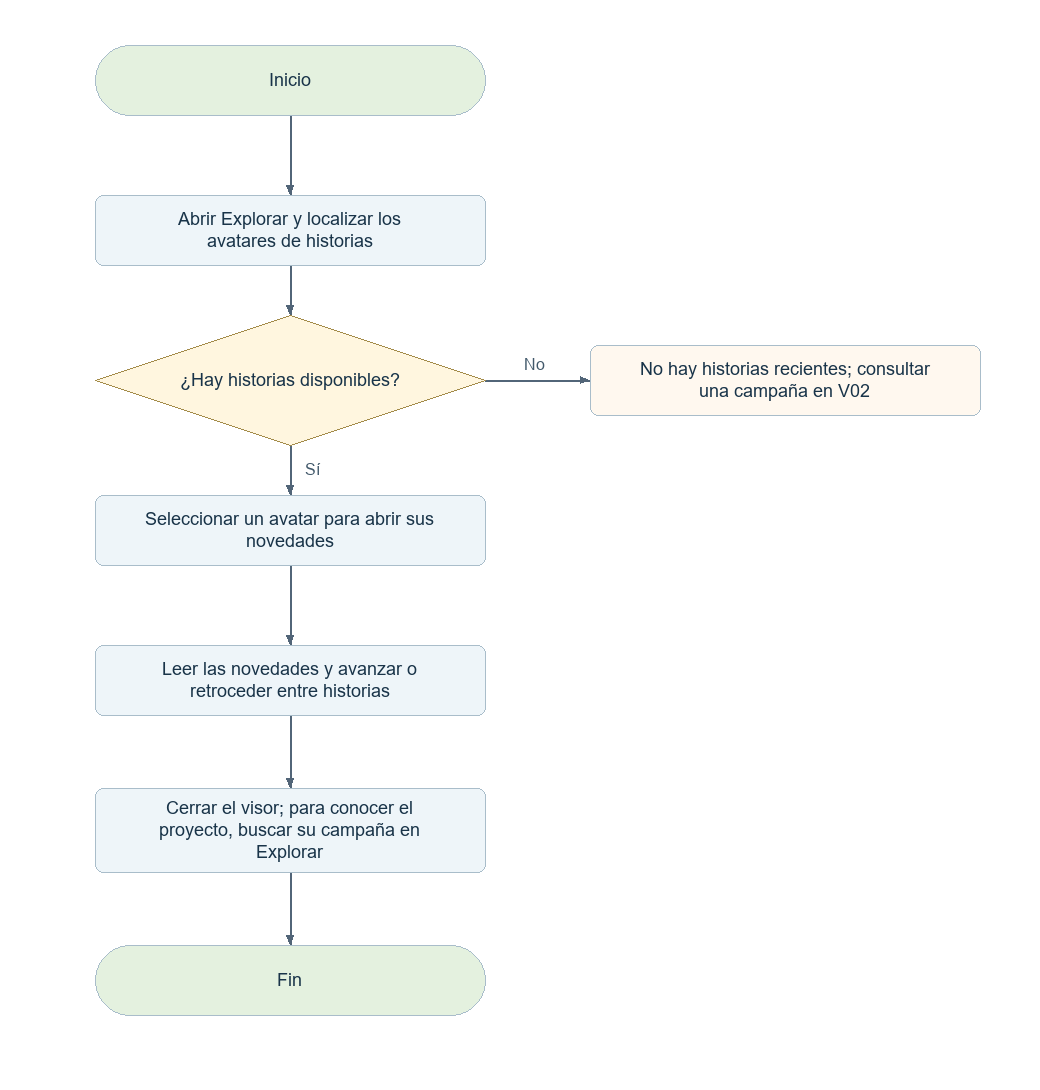 Inicio
Abrir Explorar y localizar los
avatares de historias
¿Hay historias disponibles?
No
No hay historias recientes; consultar
una campaña en V02
Sí
Seleccionar un avatar para abrir sus
novedades
Leer las novedades y avanzar o
retroceder entre historias
Cerrar el visor; para conocer el
proyecto, buscar su campaña en
Explorar
Fin